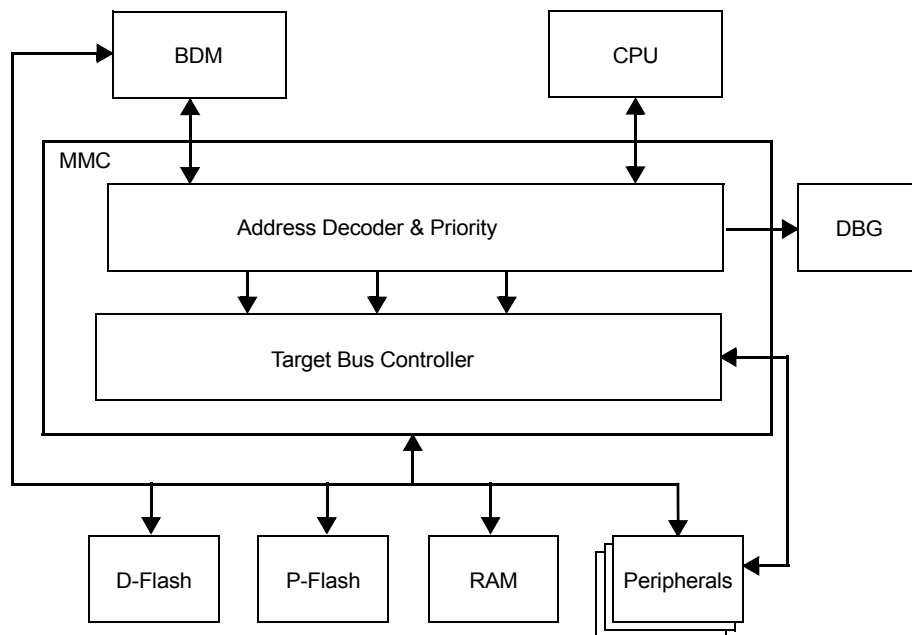 BDM
CPU
MMC
Address Decoder & Priority
DBG
Target Bus Controller
D-Flash
P-Flash
RAM
Peripherals